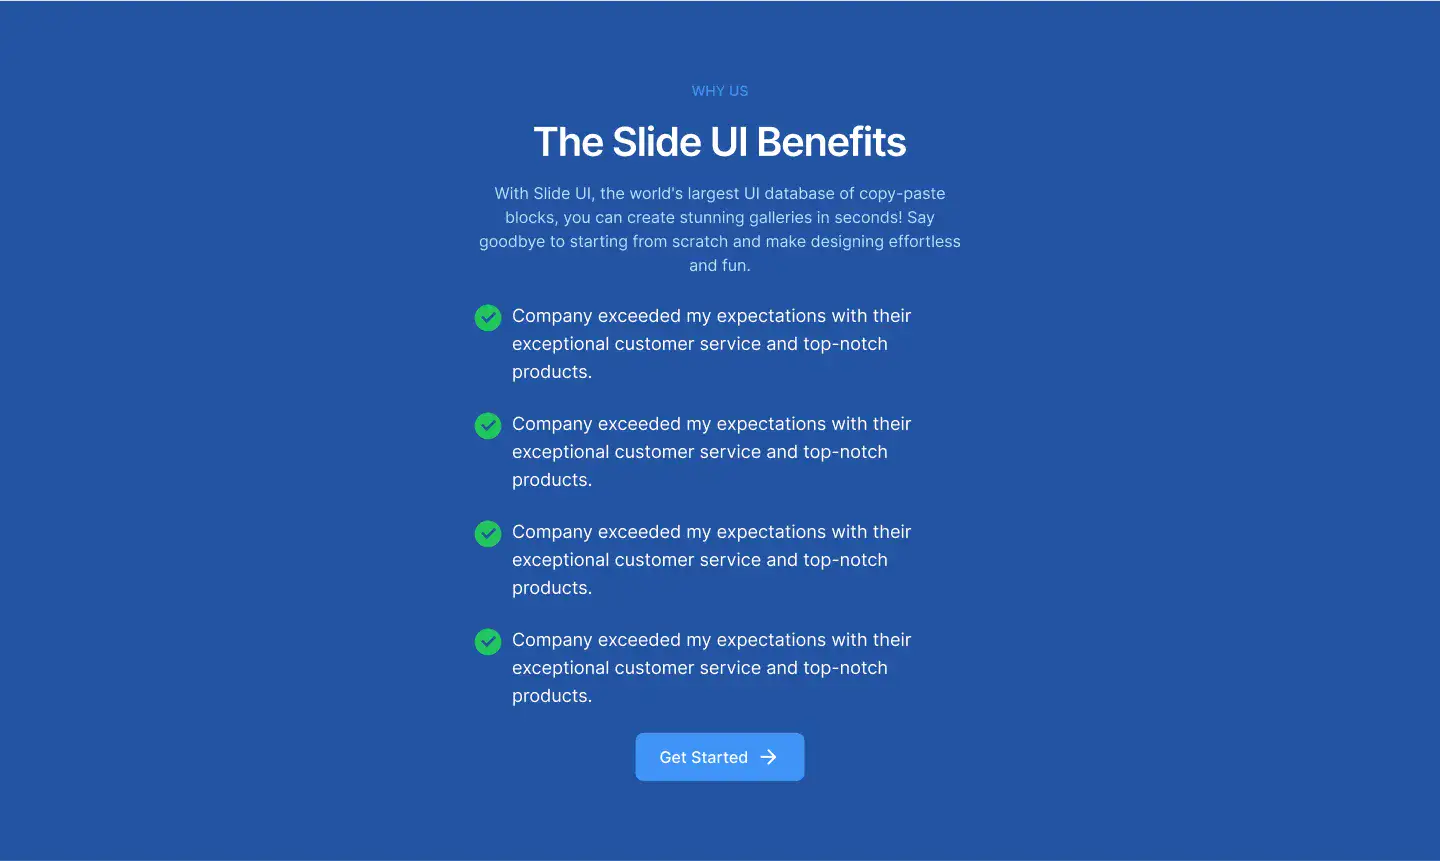 WHY US
The Slide UI Benefits
With Slide UI, the world's largest UI database of copy-paste
blocks, you can create stunning galleries in seconds! Say
goodbye to starting from scratch and make designing effortless
and fun.
Company exceeded my expectations with their
exceptional customer service and top-notch
products.
Company exceeded my expectations with their
exceptional customer service and top-notch
products.
Company exceeded my expectations with their
exceptional customer service and top-notch
products.
Company exceeded my expectations with their
exceptional customer service and top-notch
products.
Get Started